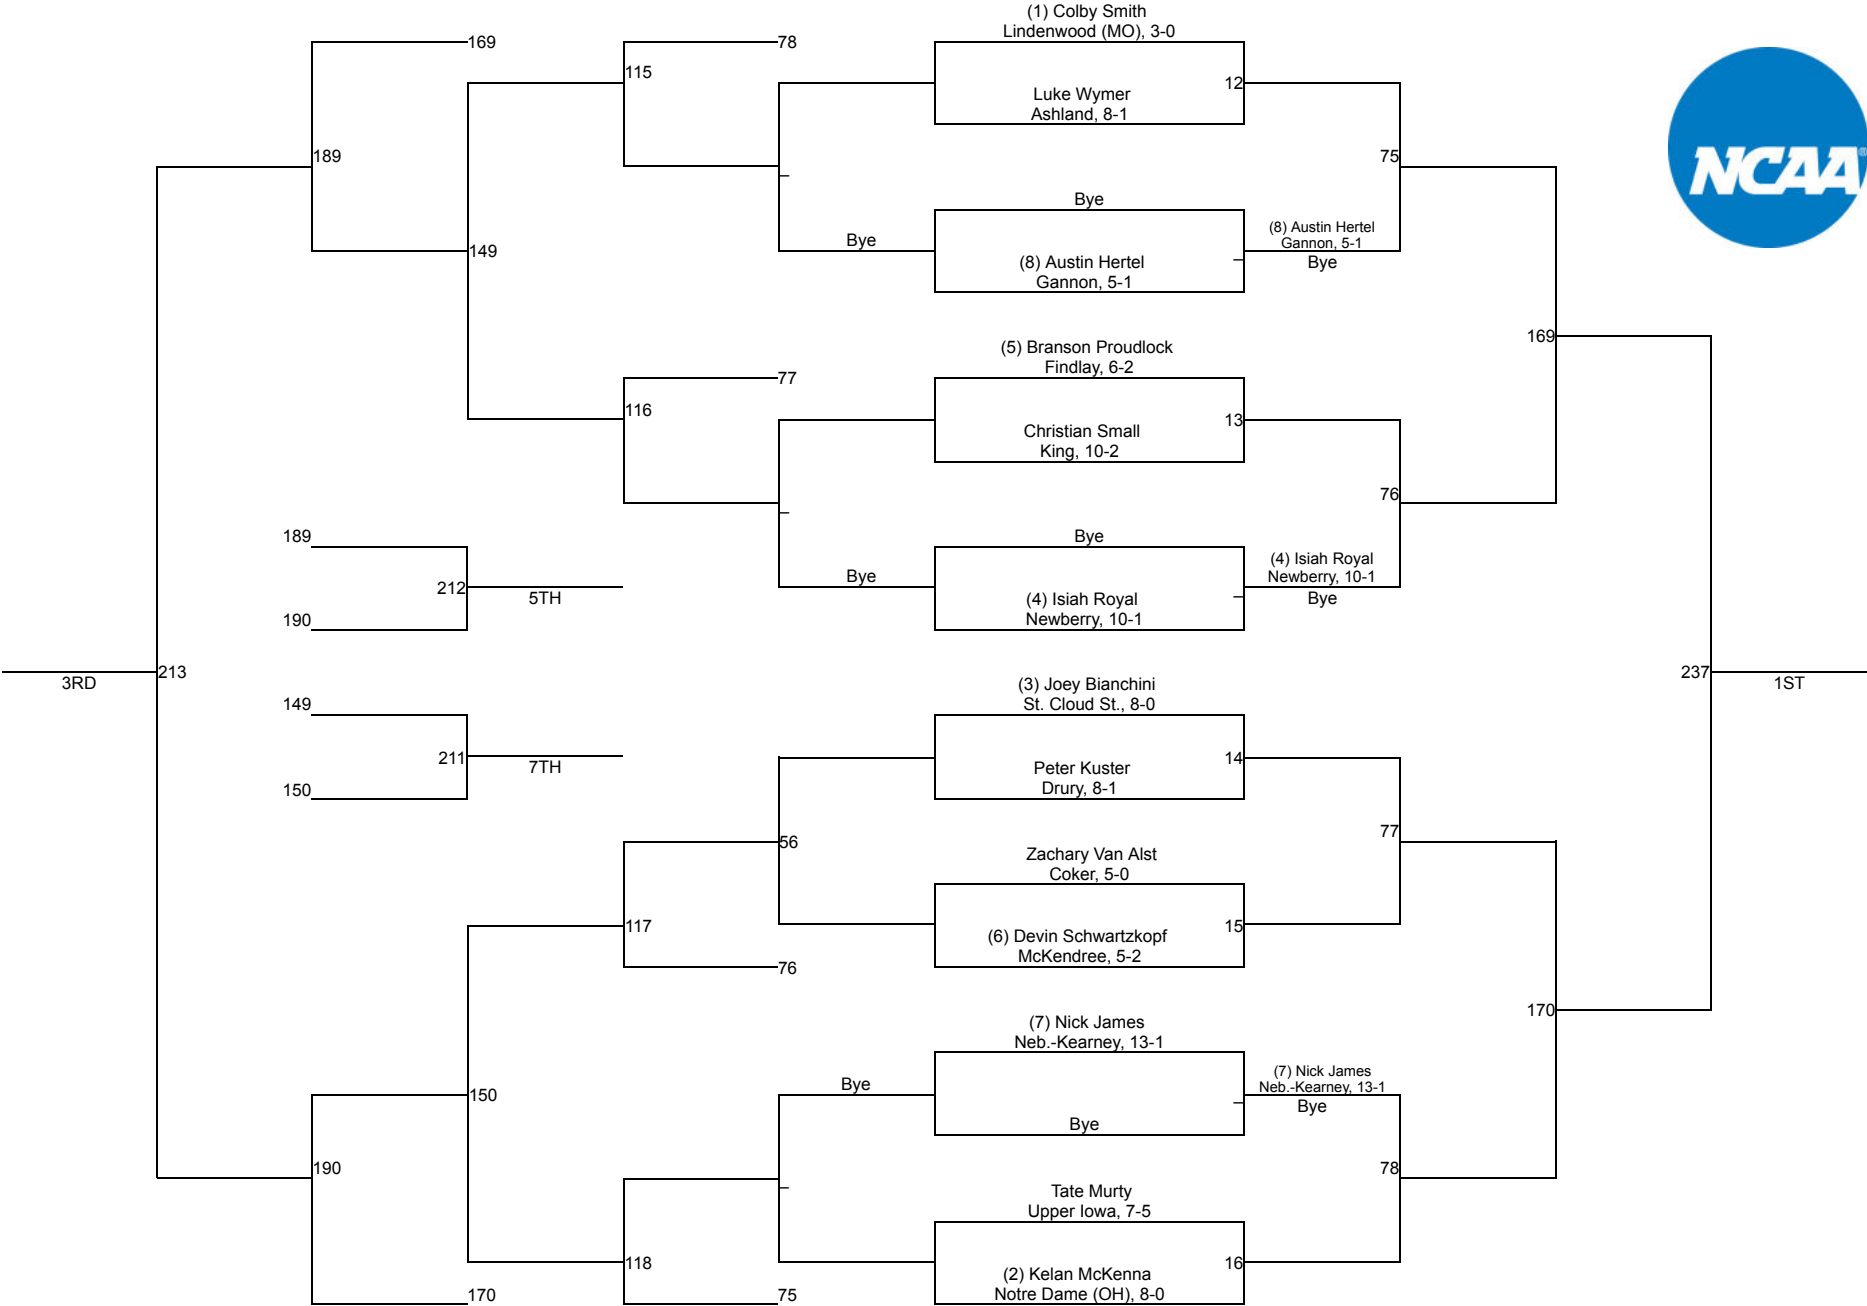 (1) Colby Smith
Lindenwood (MO), 3-0
169
78
115
12
Luke Wymer
Ashland, 8-1
NCAA®
189
75
Bye
(8) Austin Hertel
Gannon, 5-1
Bye
149
Bye
(8) Austin Hertel
Gannon, 5-1
169
(5) Branson Proudlock
Findlay, 6-2
77
116
13
Christian Small
King, 10-2
76
189
Bye
(4) Isiah Royal
Newberry, 10-1
Bye
212
5TH
Bye
(4) Isiah Royal
Newberry, 10-1
190
213
3RD
237
1ST
(3) Joey Bianchini
St. Cloud St., 8-0
149
211
7TH
14
Peter Kuster
Drury, 8-1
150
77
56
Zachary Van Alst
Coker, 5-0
117
15
(6) Devin Schwartzkopf
McKendree, 5-2
76
170
(7) Nick James
Neb.-Kearney, 13-1
Bye
(7) Nick James
Neb.-Kearney, 13-1
Bye
150
Bye
190
78
Tate Murty
Upper Iowa, 7-5
118
16
(2) Kelan McKenna
Notre Dame (OH), 8-0
170
75